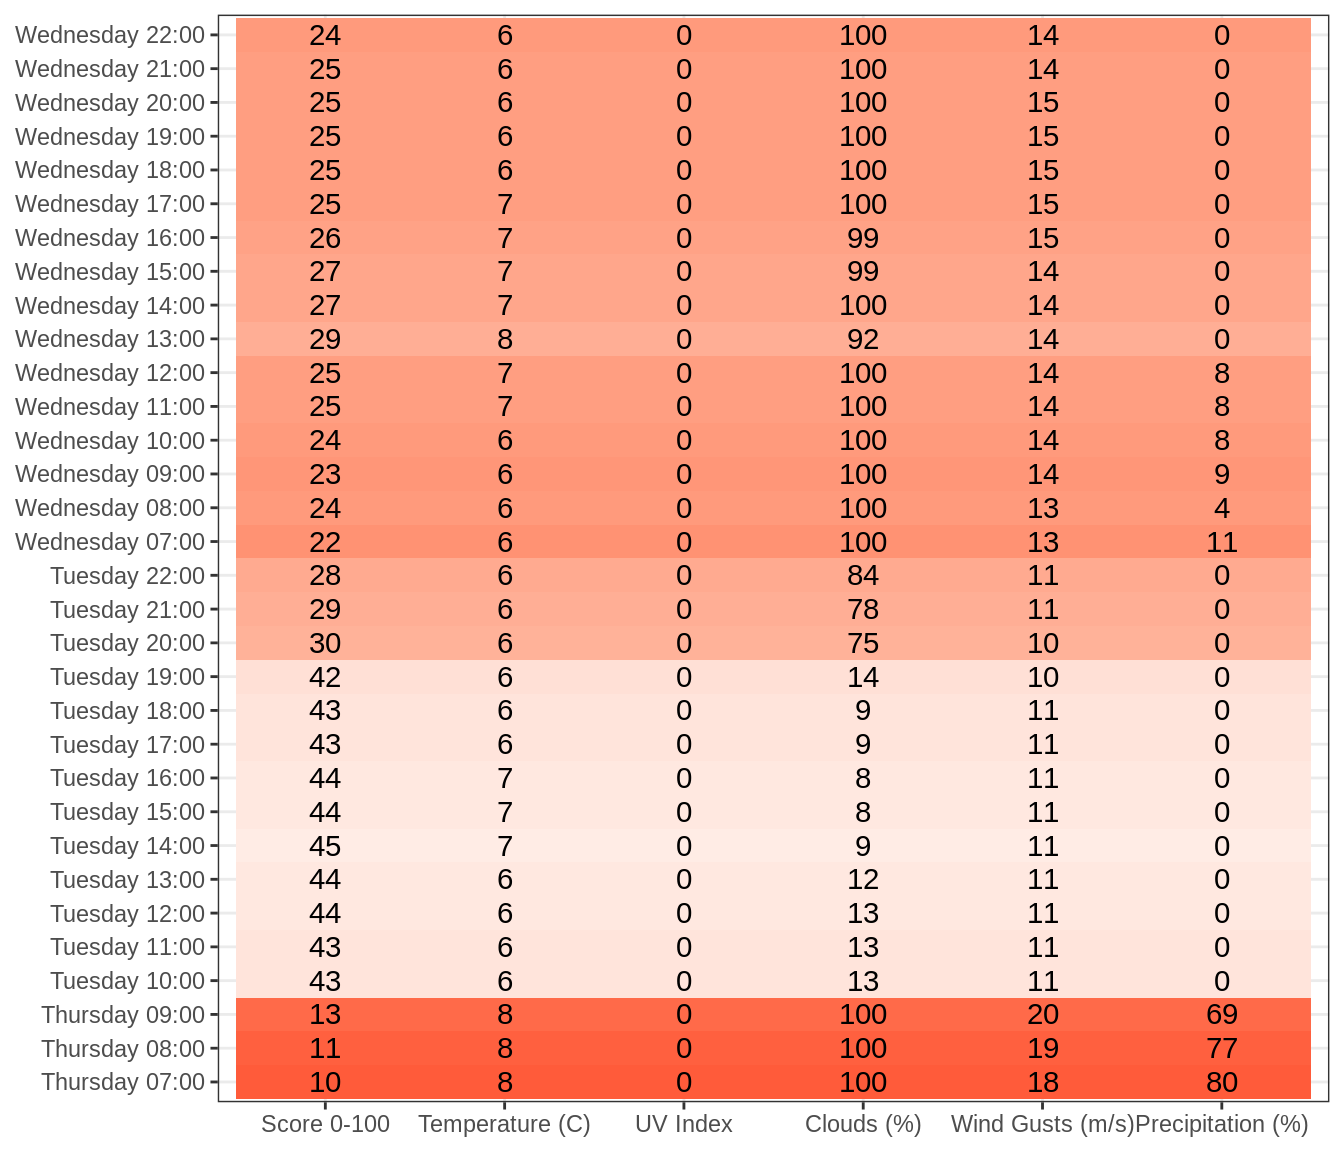 Wednesday 22:00 24 6 0 100 14 0
Wednesday 21:00 25 6 0 100 14 0
Wednesday 20:00 25 6 0 100 15 0
Wednesday 19:00 25 6 0 100 15 0
Wednesday 18:00 25 6 0 100 15 0
Wednesday 17:00 25 7 0 100 15 0
Wednesday 16:00 26 7 0 99 15 0
Wednesday 15:00 27 7 0 99 14 0
Wednesday 14:00 27 7 0 100 14 0
Wednesday 13:00 29 8 0 92 14 0
Wednesday 12:00 25 7 0 100 14 8
Wednesday 11:00 25 7 0 100 14 8
Wednesday 10:00 24 6 0 100 14 8
Wednesday 09:00 23 6 0 100 14 9
Wednesday 08:00 24 6 0 100 13 4
Wednesday 07:00 22 6 0 100 13 11
Tuesday 22:00 28 6 0 84 11 0
Tuesday 21:00 29 6 0 78 11 0
Tuesday 20:00 30 6 0 75 10 0
Tuesday 19:00 42 6 0 14 10 0
Tuesday 18:00 43 6 0 9 11 0
Tuesday 17:00 43 6 0 9 11 0
Tuesday 16:00 44 7 0 8 11 0
Tuesday 15:00 44 7 0 8 11 0
Tuesday 14:00 45 7 0 9 11 0
Tuesday 13:00 44 6 0 12 11 0
Tuesday 12:00 44 6 0 13 11 0
Tuesday 11:00 43 6 0 13 11 0
Tuesday 10:00 43 6 0 13 11 0
Thursday 09:00 13 8 0 100 20 69
Thursday 08:00 11 8 0 100 19 77
Thursday 07:00 10 8 0 100 18 80
Score 0-100 Temperature (C) UV Index Clouds (%) Wind Gusts (m/s) Precipitation (%)